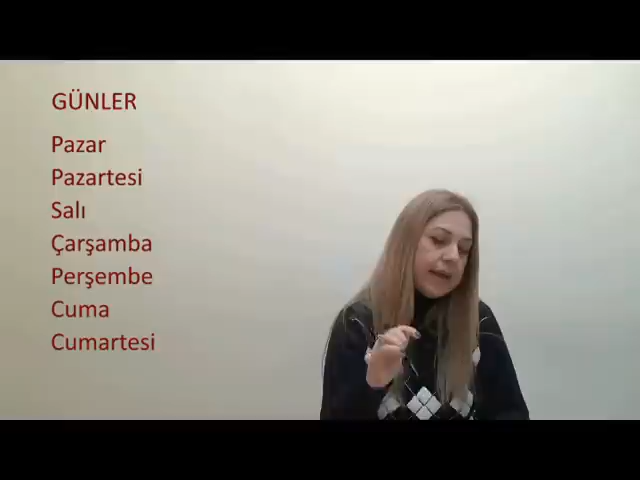 GÜNLER
Pazar
Pazartesi
Salı
Çarşamba
Perşembe
Cuma
Cumartesi